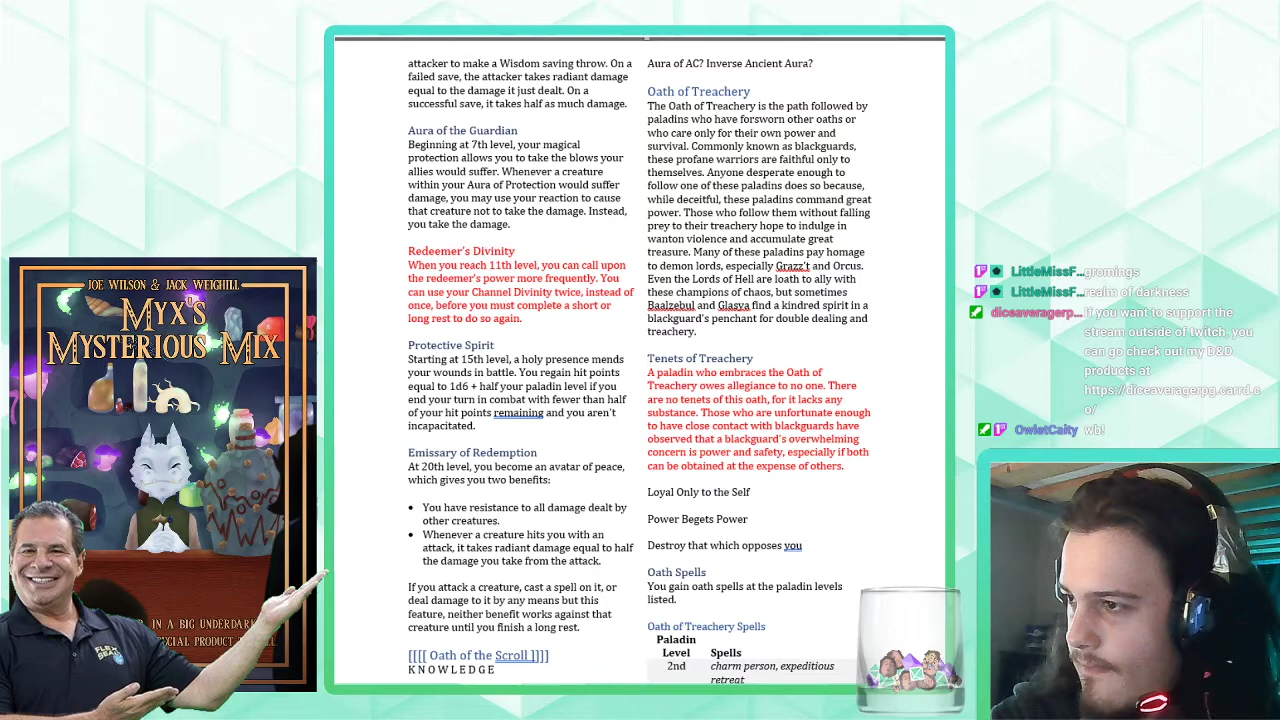 JOE WILSON & JACK WEIGHILL
MYX'S
MYSTERIOUS MIX
IN A BIG UNDERDARK
FLEX
SEAL
attacker to make a Wisdom saving throw. On a
failed save, the attacker takes radiant damage
equal to the damage it just dealt. On a
successful save, it takes half as much damage.
Aura of the Guardian
Beginning at 7th level, your magical
protection allows you to take the blows your
allies would suffer. Whenever a creature
within your Aura of Protection would suffer
damage, you may use your reaction to cause
that creature not to take the damage. Instead,
you take the damage.
Redeemer's Divinity
When you reach 11th level, you can call upon
the redeemer's power more frequently. You
can use your Channel Divinity twice, instead of
once, before you must complete a short or
long rest to do so again.
Protective Spirit
Starting at 15th level, a holy presence mends
your wounds in battle. You regain hit points
equal to 1d6 + half your paladin level if you
end your turn in combat with fewer than half
of your hit points remaining and you aren't
incapacitated.
Emissary of Redemption
At 20th level, you become an avatar of peace,
which gives you two benefits:
• You have resistance to all damage dealt by
other creatures.
• Whenever a creature hits you with an
attack, it takes radiant damage equal to half
the damage you take from the attack.
If you attack a creature, cast a spell on it, or
deal damage to it by any means but this
feature, neither benefit works against that
creature until you finish a long rest.
[[[[ Oath of the Scroll ]]]]
KNOWLEDGE
Aura of AC? Inverse Ancient Aura?
Oath of Treachery
The Oath of Treachery is the path followed by
paladins who have forsworn other oaths or
who care only for their own power and
survival. Commonly known as blackguards,
these profane warriors are faithful only to
themselves. Anyone desperate enough to
follow one of these paladins does so because,
while deceitful, these paladins command great
power. Those who follow them without falling
prey to their treachery hope to indulge in
wanton violence and accumulate great
treasure. Many of these paladins pay homage
to demon lords, especially Grazz't and Orcus.
Even the Lords of Hell are loath to ally with
these champions of chaos, but sometimes
Baalzebul and Glasya find a kindred spirit in a
blackguard's penchant for double dealing and
treachery.
Tenets of Treachery
A paladin who embraces the Oath of
Treachery owes allegiance to no one. There
are no tenets of this oath, for it lacks any
substance. Those who are unfortunate enough
to have close contact with blackguards have
observed that a blackguard's overwhelming
concern is power and safety, especially if both
can be obtained at the expense of others.
Loyal Only to the Self
Power Begets Power
Destroy that which opposes you
Oath Spells
You gain oath spells at the paladin levels
listed.
Oath of Treachery Spells
Paladin
Level Spells
2nd charm person, expeditious
retreat
LittleMissF... gromings
LittleMissF... realm of darkness
diceaveragerp... If you want to support the
stream outside of twitch, you
can go check out my D&D
products at
https://diceaveragerpg.carrd.c
o/
OwletCaity wb!